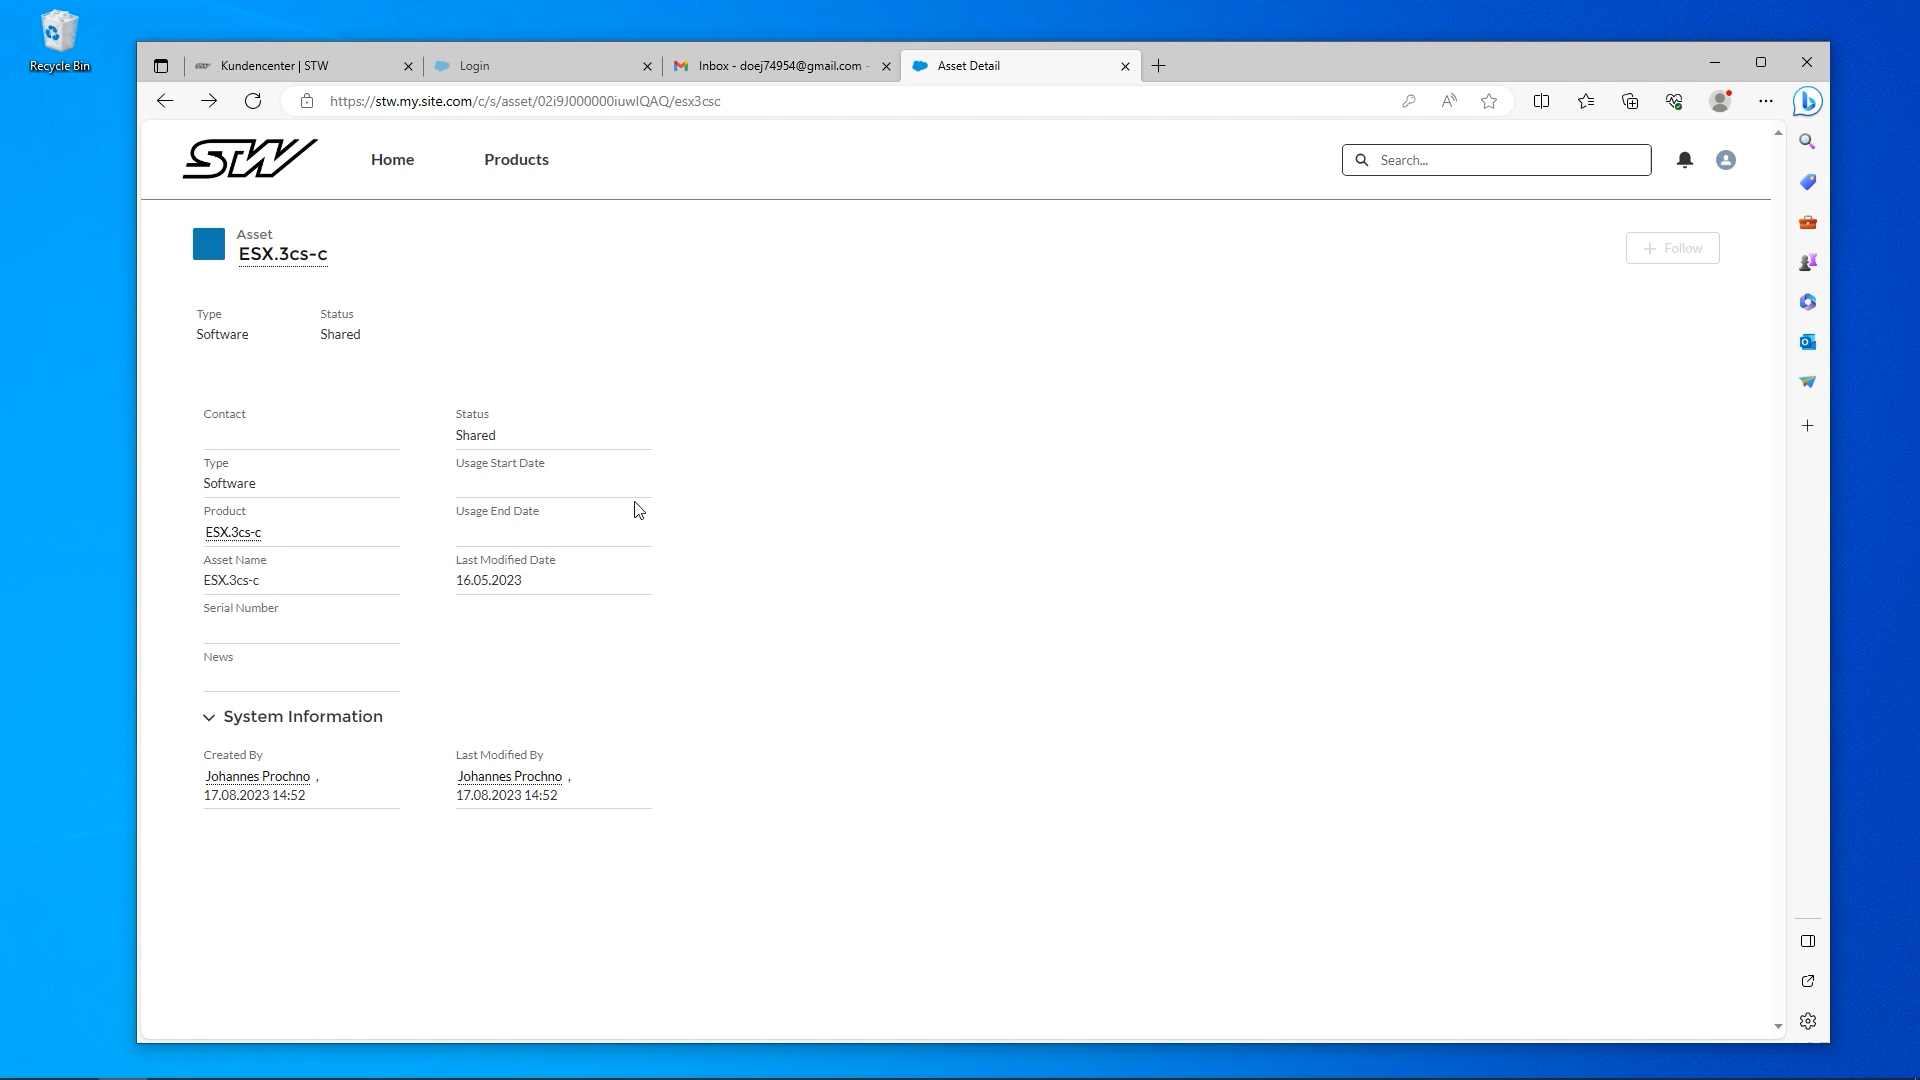 Recycle Bin
Kundencenter | STW
Login
Inbox - doej74954@gmail.com -
Asset Detail
https://stw.my.site.com/c/s/asset/02i9J000000iuwIQAQ/esx3csc
STW
Home
Products
Search...
Asset
ESX.3cs-c
Follow
Type
Status
Software
Shared
Contact
Status
Shared
Type
Usage Start Date
Software
Product
Usage End Date
ESX.3cs-c
Asset Name
Last Modified Date
ESX.3cs-c
16.05.2023
Serial Number
News
System Information
Created By
Last Modified By
Johannes Prochno ,
Johannes Prochno ,
17.08.2023 14:52
17.08.2023 14:52